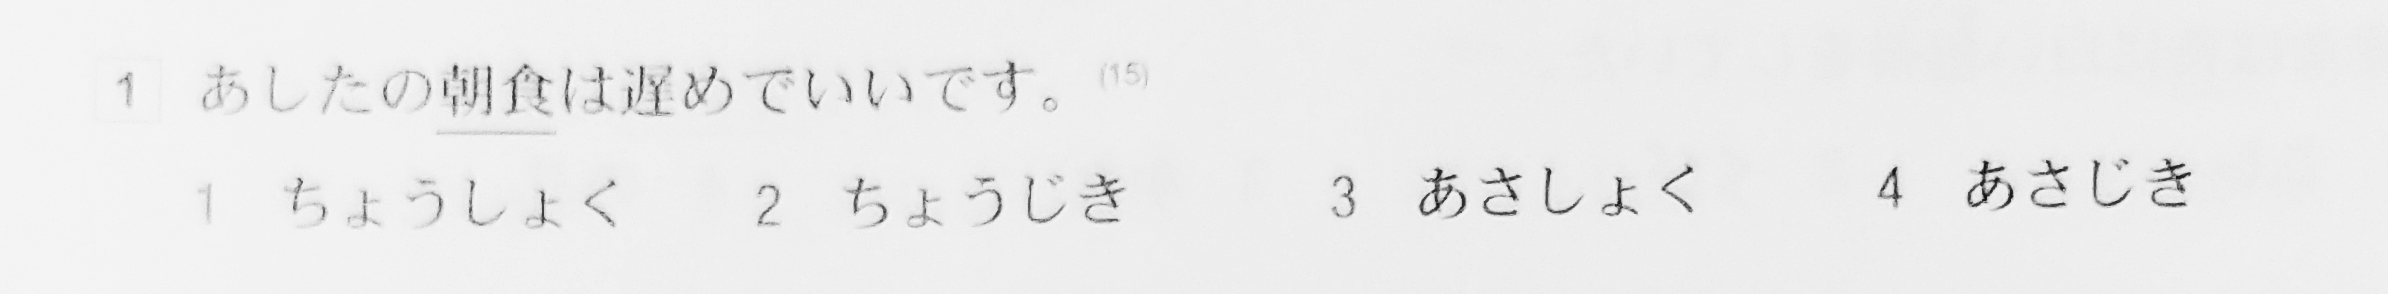 1 あしたの朝食は遅めでいいです。(15)
1 ちょうしょく 2 ちょうじき 3 あさしょく 4 あさじき